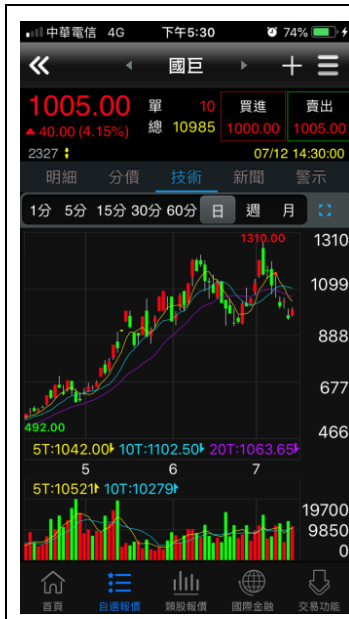 中華電信 4G 下午5:30 74%
國巨
1005.00 單 10 買進 賣出
▲40.00 (4.15%) 總 10985 1000.00 1005.00
2327 07/12 14:30:00
明細 分價 技術 新聞 警示
1分 5分 15分 30分 60分 日 週 月
1310.00 1310
1099
888
677
492.00 466
5T:1042.00 10T:1102.50 20T:1063.65
5 6 7
5T:10521 10T:10279
19700
9850
0
首頁 自選報價 類股報價 國際金融 交易功能